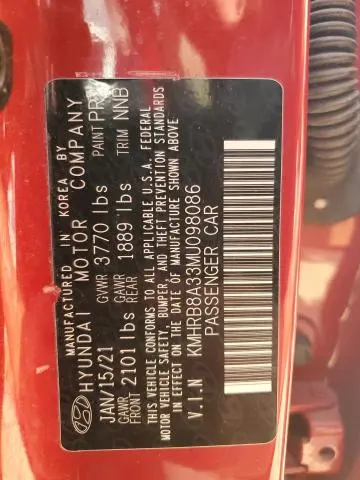 MANUFACTURED IN KOREA BY
HYUNDAI MOTOR COMPANY
JAN/15/21 GVWR 3770 lbs PAINT PR
GAWR FRONT 2101 lbs GAWR REAR 1889 lbs TRIM NNB
THIS VEHICLE CONFORMS TO ALL APPLICABLE U.S.A. FEDERAL
MOTOR VEHICLE SAFETY, BUMPER, AND THEFT PREVENTION STANDARDS
IN EFFECT ON THE DATE OF MANUFACTURE SHOWN ABOVE
V.I.N KMHRB8A33MU098086
PASSENGER CAR